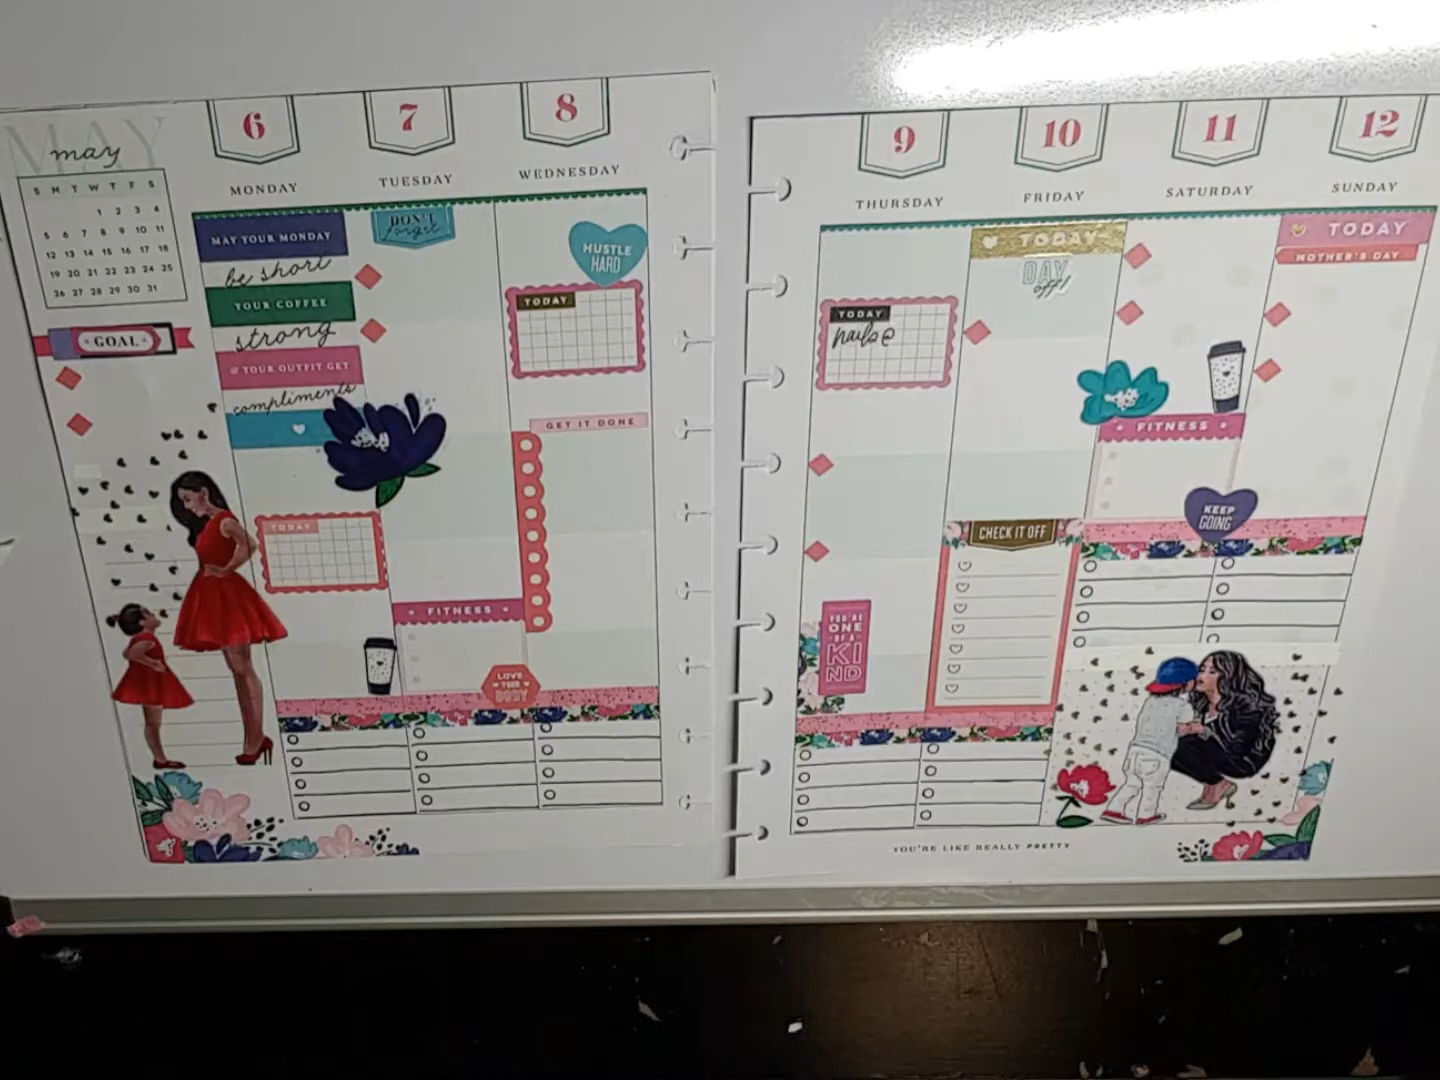 MAY
may
S M T W T F S
1 2 3 4
5 6 7 8 9 10 11
12 13 14 15 16 17 18
19 20 21 22 23 24 25
26 27 28 29 30 31
GOAL
6
MONDAY
MAY YOUR MONDAY
be short
YOUR COFFEE
strong
@ YOUR OUTFIT GET
compliments
TODAY
7
TUESDAY
DON'T
forget
FITNESS
LOVE
THIS
BODY
8
WEDNESDAY
HUSTLE
HARD
TODAY
GET IT DONE
9
THURSDAY
TODAY
nails @
YOU'RE
ONE
OF A
KI
ND
10
FRIDAY
TODAY
DAY
off!
CHECK IT OFF
11
SATURDAY
FITNESS
KEEP
GOING
12
SUNDAY
TODAY
MOTHER'S DAY
YOU'RE LIKE REALLY PRETTY